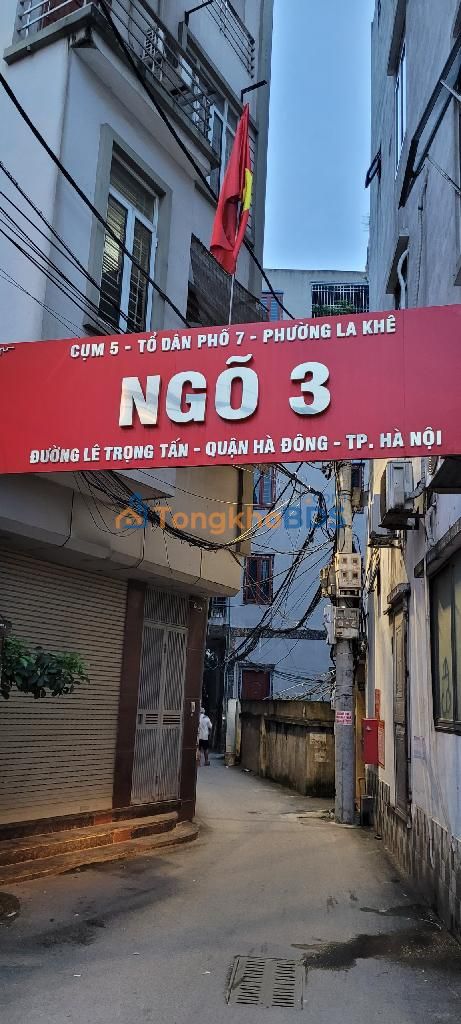 CỤM 5 - TỔ DÂN PHỐ 7 - PHƯỜNG LA KHÊ
NGÕ 3
ĐƯỜNG LÊ TRỌNG TẤN - QUẬN HÀ ĐÔNG - TP. HÀ NỘI
TongkhoBDS